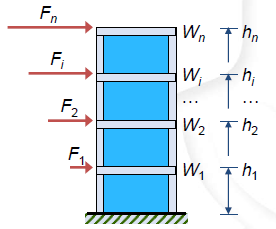 Fn Wn hn
Fi Wi hi
... ...
F2 W2 h2
F1 W1 h1